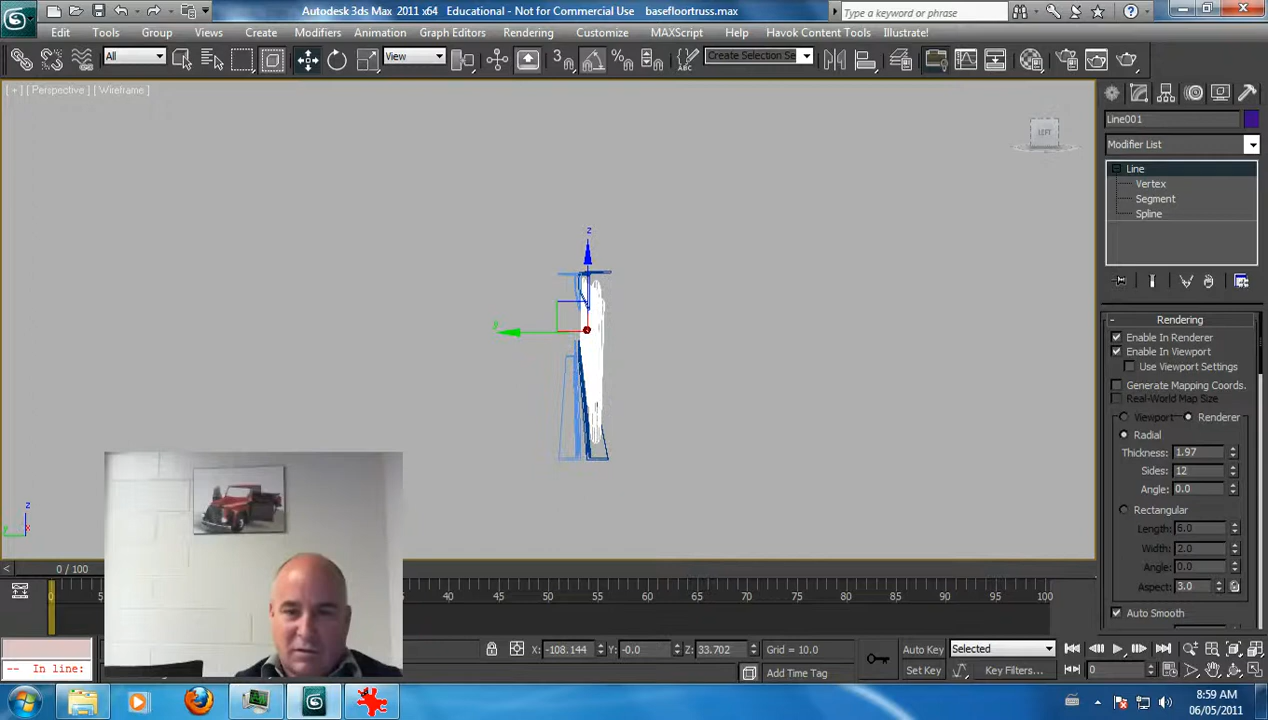 Autodesk 3ds Max 2011 x64 Educational - Not for Commercial Use basefloortruss.max
Type a keyword or phrase
Edit Tools Group Views Create Modifiers Animation Graph Editors Rendering Customize MAXScript Help Havok Content Tools Illustrate!
All View 3 Create Selection Se
[ + ] [ Perspective ] [ Wireframe ]
LEFT
Line001
Modifier List
Line
Vertex
Segment
Spline
z
y
- Rendering
Enable In Renderer
Enable In Viewport
Use Viewport Settings
Generate Mapping Coords.
Real-World Map Size
Viewport Renderer
Radial
Thickness: 1.97
Sides: 12
Angle: 0.0
Rectangular
Length: 6.0
Width: 2.0
Angle: 0.0
Aspect: 3.0
Auto Smooth
z
y x
< 0 / 100 >
0 5 40 45 50 55 60 65 70 75 80 85 90 95 100
X: -108.144 Y: -0.0 Z: 33.702 Grid = 10.0 Auto Key Selected
-- In line: Add Time Tag Set Key Key Filters... 0
8:59 AM
06/05/2011